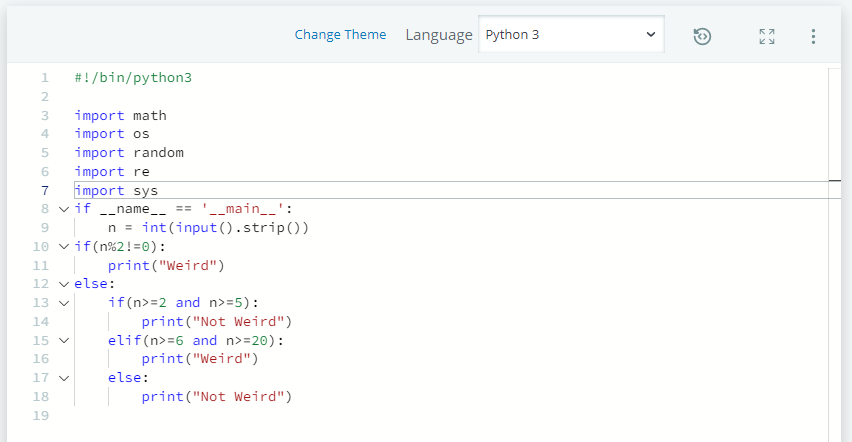 Change Theme Language Python 3
1 #!/bin/python3
2
3 import math
4 import os
5 import random
6 import re
7 import sys
8 if __name__ == '__main__':
9     n = int(input().strip())
10 if(n%2!=0):
11     print("Weird")
12 else:
13     if(n>=2 and n>=5):
14         print("Not Weird")
15     elif(n>=6 and n>=20):
16         print("Weird")
17     else:
18         print("Not Weird")
19